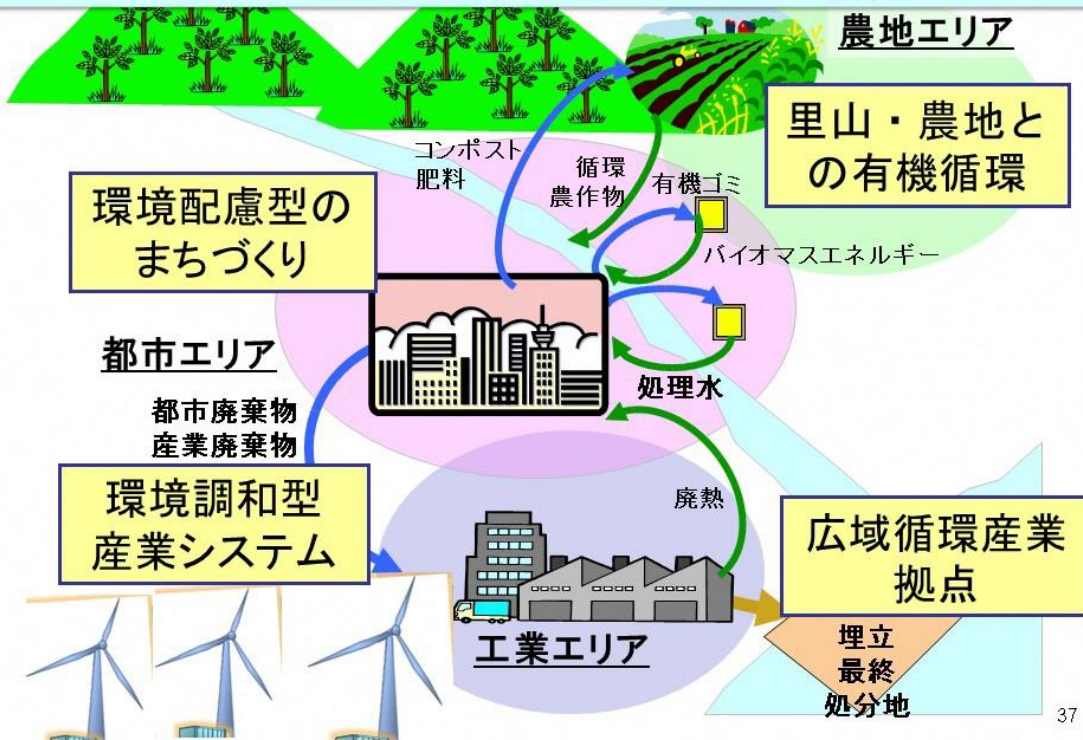 農地エリア
里山・農地と
の有機循環
コンポスト
肥料
循環
農作物
有機ゴミ
バイオマスエネルギー
環境配慮型の
まちづくり
都市エリア
都市廃棄物
産業廃棄物
処理水
環境調和型
産業システム
廃熱
工業エリア
広域循環産業
拠点
埋立
最終
処分地
37